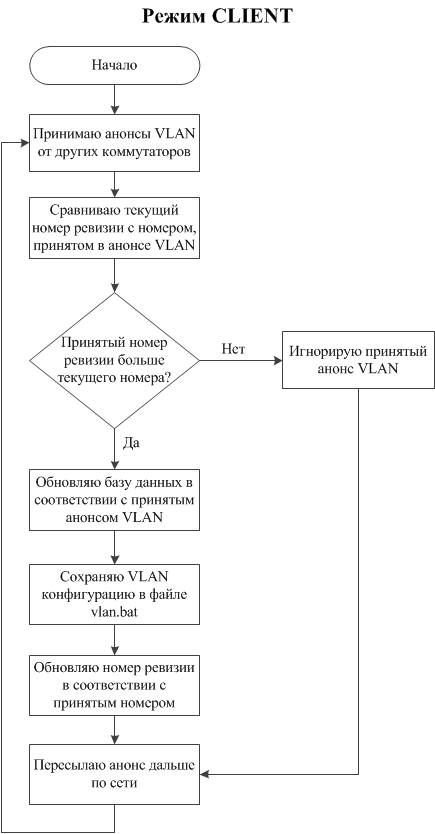 Режим CLIENT
Начало
Принимаю анонсы VLAN
от других коммутаторов
Сравниваю текущий
номер ревизии с номером,
принятом в анонсе VLAN
Принятый номер
ревизии больше
текущего номера?
Нет
Игнорирую принятый
анонс VLAN
Да
Обновляю базу данных в
соответствии с принятым
анонсом VLAN
Сохраняю VLAN
конфигурацию в файле
vlan.bat
Обновляю номер ревизии
в соответствии с
принятым номером
Пересылаю анонс дальше
по сети